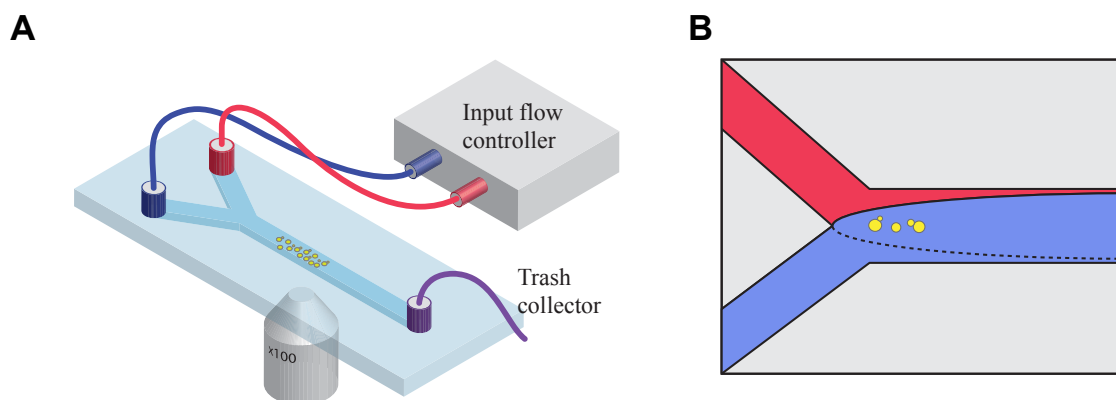 A
B
Input flow
controller
Trash
collector
x100